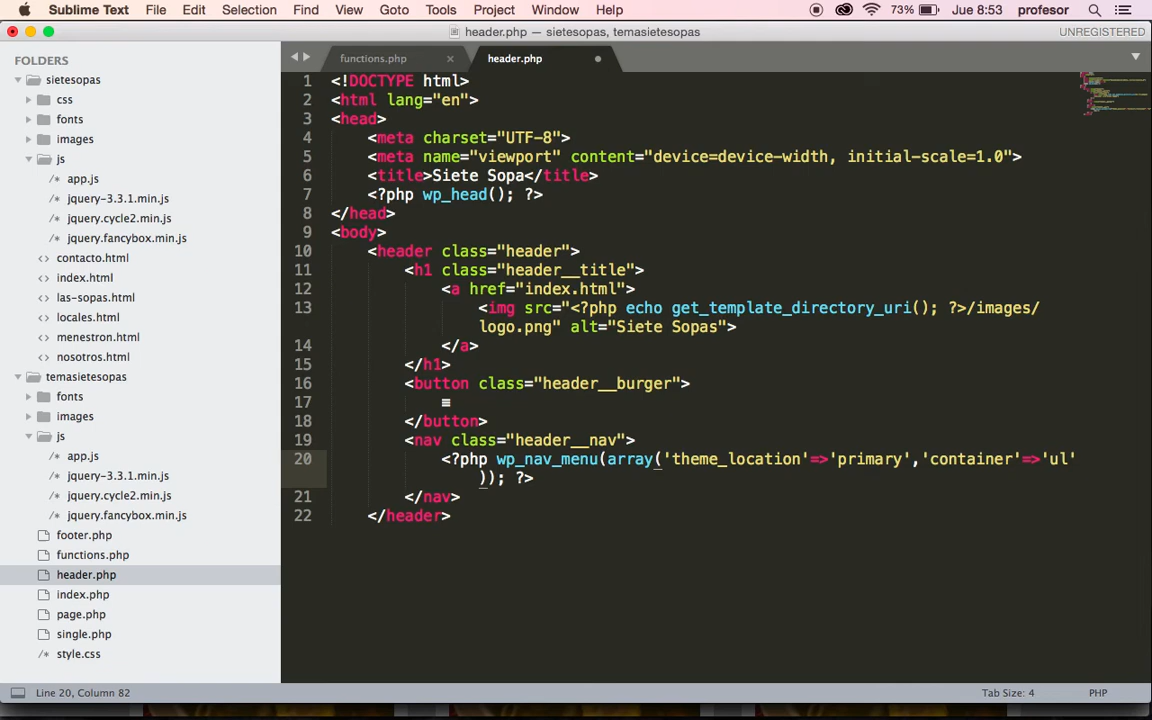 Sublime Text File Edit Selection Find View Goto Tools Project Window Help 73% Jue 8:53 profesor
header.php — sietesopas, temasietesopas UNREGISTERED
FOLDERS
sietesopas
css
fonts
images
js
/* app.js
/* jquery-3.3.1.min.js
/* jquery.cycle2.min.js
/* jquery.fancybox.min.js
<> contacto.html
<> index.html
<> las-sopas.html
<> locales.html
<> menestron.html
<> nosotros.html
temasietesopas
fonts
images
js
/* app.js
/* jquery-3.3.1.min.js
/* jquery.cycle2.min.js
/* jquery.fancybox.min.js
footer.php
functions.php
header.php
index.php
page.php
single.php
/* style.css
functions.php × header.php
1 <!DOCTYPE html>
2 <html lang="en">
3 <head>
4 <meta charset="UTF-8">
5 <meta name="viewport" content="device=device-width, initial-scale=1.0">
6 <title>Siete Sopa</title>
7 <?php wp_head(); ?>
8 </head>
9 <body>
10 <header class="header">
11 <h1 class="header__title">
12 <a href="index.html">
13 <img src="<?php echo get_template_directory_uri(); ?>/images/
logo.png" alt="Siete Sopas">
14 </a>
15 </h1>
16 <button class="header__burger">
17 ≡
18 </button>
19 <nav class="header__nav">
20 <?php wp_nav_menu(array('theme_location'=>'primary','container'=>'ul'
)); ?>
21 </nav>
22 </header>
Line 20, Column 82 Tab Size: 4 PHP